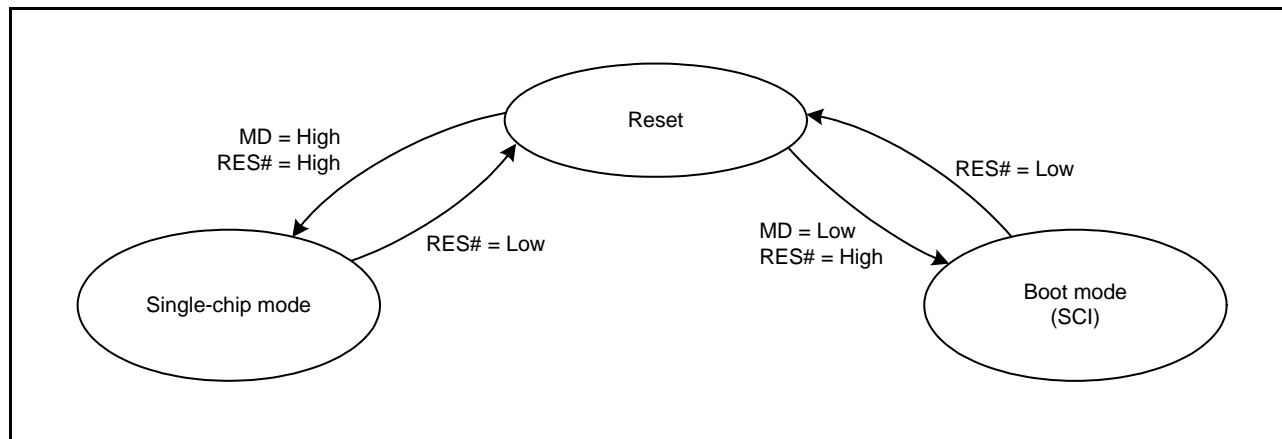 Reset
MD = High
RES# = High
RES# = Low
RES# = Low
MD = Low
RES# = High
Single-chip mode
Boot mode
(SCI)